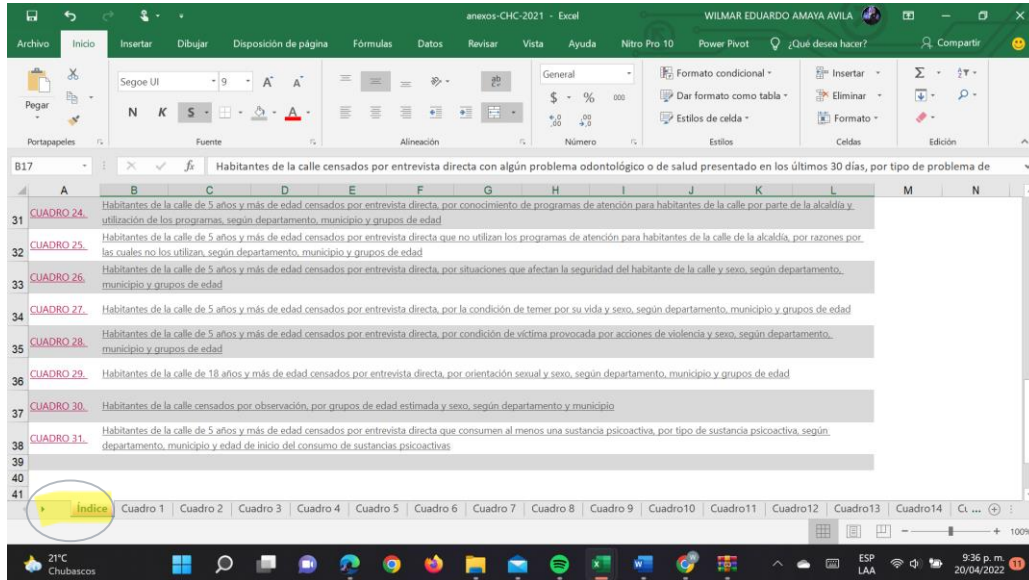 anexos-CHC-2021 - Excel
WILMAR EDUARDO AMAYA AVILA
Archivo Inicio Insertar Dibujar Disposición de página Fórmulas Datos Revisar Vista Ayuda Nitro Pro 10 Power Pivot ¿Qué desea hacer? Compartir
Pegar
Segoe UI 9 A A
N K S A
ab
General
$ % 000
Formato condicional
Dar formato como tabla
Estilos de celda
Insertar
Eliminar
Formato
Portapapeles Fuente Alineación Número Estilos Celdas Edición
B17 fx Habitantes de la calle censados por entrevista directa con algún problema odontológico o de salud presentado en los últimos 30 días, por tipo de problema de
A B C D E F G H I J K L M N
31 CUADRO 24. Habitantes de la calle de 5 años y más de edad censados por entrevista directa, por conocimiento de programas de atención para habitantes de la calle por parte de la alcaldía y
utilización de los programas, según departamento, municipio y grupos de edad
32 CUADRO 25. Habitantes de la calle de 5 años y más de edad censados por entrevista directa que no utilizan los programas de atención para habitantes de la calle de la alcaldía, por razones por
las cuales no los utilizan, según departamento, municipio y grupos de edad
33 CUADRO 26. Habitantes de la calle de 5 años y más de edad censados por entrevista directa, por situaciones que afectan la seguridad del habitante de la calle y sexo, según departamento,
municipio y grupos de edad
34 CUADRO 27. Habitantes de la calle de 5 años y más de edad censados por entrevista directa, por la condición de temer por su vida y sexo, según departamento, municipio y grupos de edad
35 CUADRO 28. Habitantes de la calle de 5 años y más de edad censados por entrevista directa, por condición de víctima provocada por acciones de violencia y sexo, según departamento,
municipio y grupos de edad
36 CUADRO 29. Habitantes de la calle de 18 años y más de edad censados por entrevista directa, por orientación sexual y sexo, según departamento, municipio y grupos de edad
37 CUADRO 30. Habitantes de la calle censados por observación, por grupos de edad estimada y sexo, según departamento y municipio
38 CUADRO 31. Habitantes de la calle de 5 años y más de edad censados por entrevista directa que consumen al menos una sustancia psicoactiva, por tipo de sustancia psicoactiva, según
departamento, municipio y edad de inicio del consumo de sustancias psicoactivas
39
40
41
Índice Cuadro 1 Cuadro 2 Cuadro 3 Cuadro 4 Cuadro 5 Cuadro 6 Cuadro 7 Cuadro 8 Cuadro 9 Cuadro10 Cuadro11 Cuadro12 Cuadro13 Cuadro14 Cu ...
100%
21°C
Chubascos
ESP
LAA
9:36 p. m.
20/04/2022
11